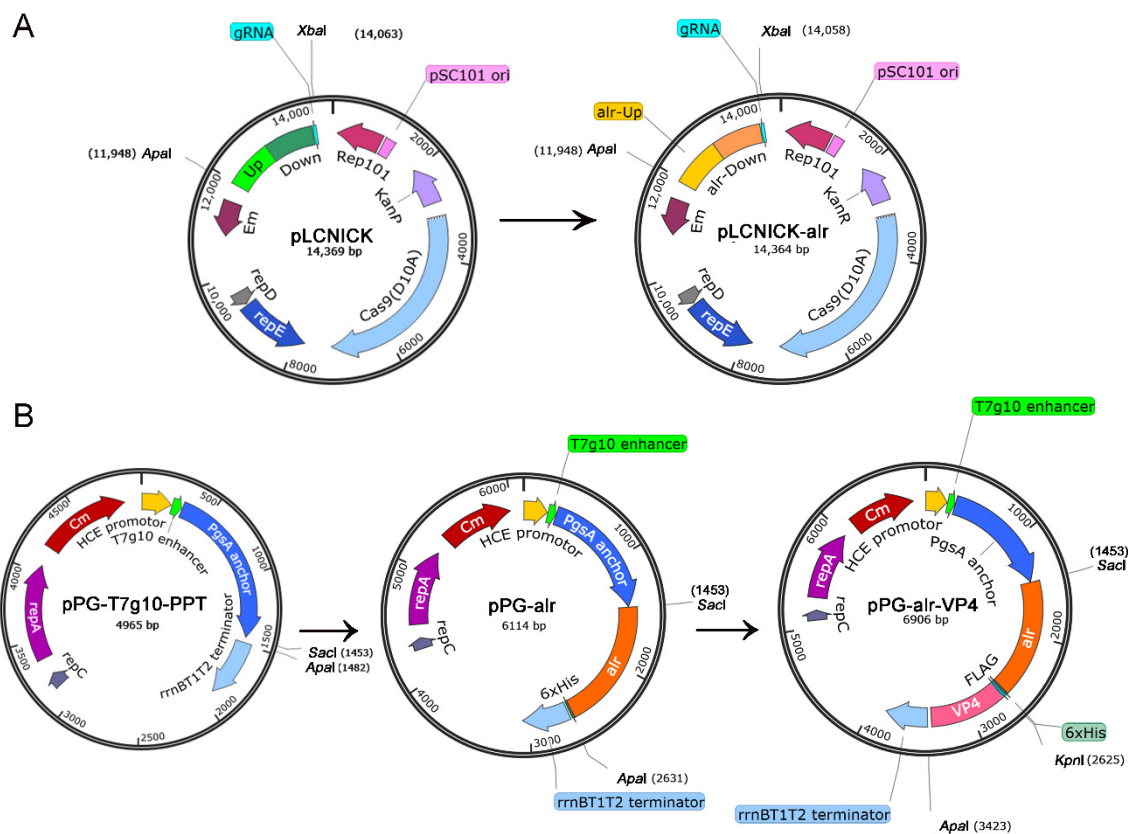 A
gRNA
XbaI
(14,063)
pSC101 ori
14,000
2000
(11,948) ApaI
Up
Down
Rep101
12,000
KanR
Em
pLCNICK
14,369 bp
4000
repD
Cas9(D10A)
10,000
repE
6000
8000
gRNA
XbaI
(14,058)
pSC101 ori
alr-Up
14,000
2000
(11,948) ApaI
alr-Down
Rep101
12,000
KanR
Em
pLCNICK-alr
14,364 bp
4000
repD
Cas9(D10A)
10,000
repE
6000
8000
B
4500
500
Cm
HCE promotor
T7g10 enhancer
PgsA anchor
1000
4000
repA
pPG-T7g10-PPT
4965 bp
rrnBT1T2 terminator
1500
SacI (1453)
ApaI (1482)
3500
repC
2000
3000
2500
T7g10 enhancer
6000
Cm
HCE promotor
PgsA anchor
1000
5000
repA
(1453)
SacI
pPG-alr
6114 bp
repC
alr
2000
6xHis
4000
3000
ApaI (2631)
rrnBT1T2 terminator
T7g10 enhancer
6000
Cm
HCE promotor
PgsA anchor
1000
(1453)
SacI
repA
pPG-alr-VP4
6906 bp
repC
2000
5000
alr
FLAG
VP4
6xHis
4000
3000
KpnI (2625)
rrnBT1T2 terminator
ApaI (3423)